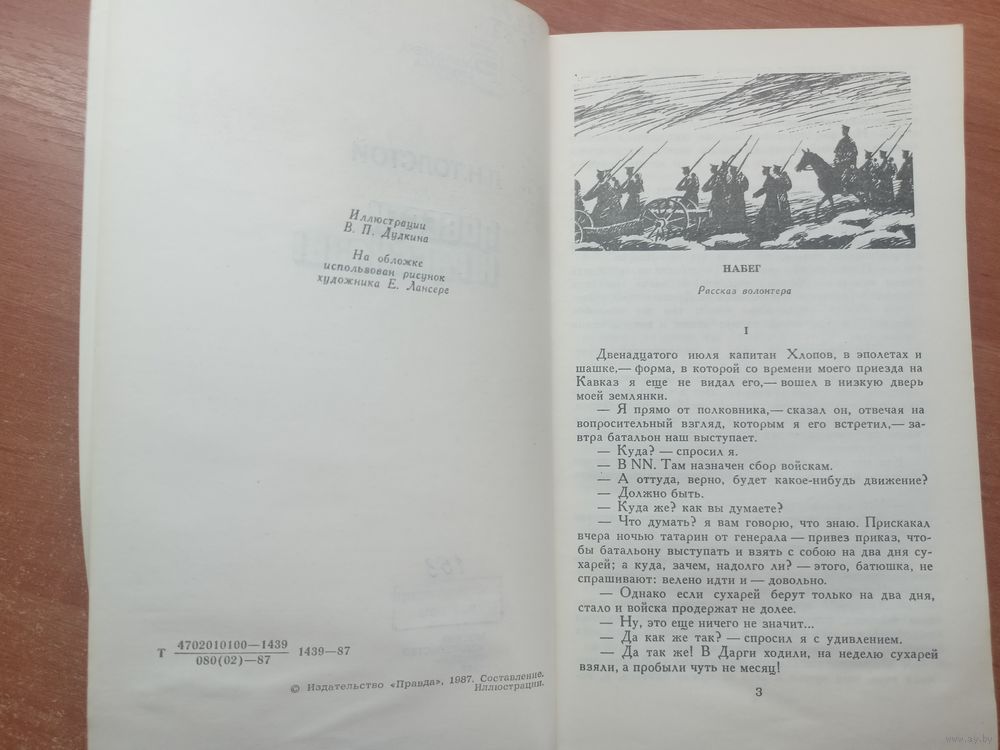 Иллюстрации
В. П. Дудкина
На обложке
использован рисунок
художника Е. Лансере
Т 4702010100—1439
080(02)—87
1439—87
© Издательство «Правда», 1987. Составление.
Иллюстрации.
НАБЕГ
Рассказ волонтера
I
Двенадцатого июля капитан Хлопов, в эполетах и
шашке,— форма, в которой со времени моего приезда на
Кавказ я еще не видал его,— вошел в низкую дверь
моей землянки.
— Я прямо от полковника,— сказал он, отвечая на
вопросительный взгляд, которым я его встретил,— за-
втра батальон наш выступает.
— Куда? — спросил я.
— В NN. Там назначен сбор войскам.
— А оттуда, верно, будет какое-нибудь движение?
— Должно быть.
— Куда же? как вы думаете?
— Что думать? я вам говорю, что знаю. Прискакал
вчера ночью татарин от генерала — привез приказ, что-
бы батальону выступать и взять с собою на два дня су-
харей; а куда, зачем, надолго ли? — этого, батюшка, не
спрашивают: велено идти и — довольно.
— Однако если сухарей берут только на два дня,
стало и войска продержат не долее.
— Ну, это еще ничего не значит...
— Да как же так? — спросил я с удивлением.
— Да так же! В Дарги ходили, на неделю сухарей
взяли, а пробыли чуть не месяц!
3
www.ay.by